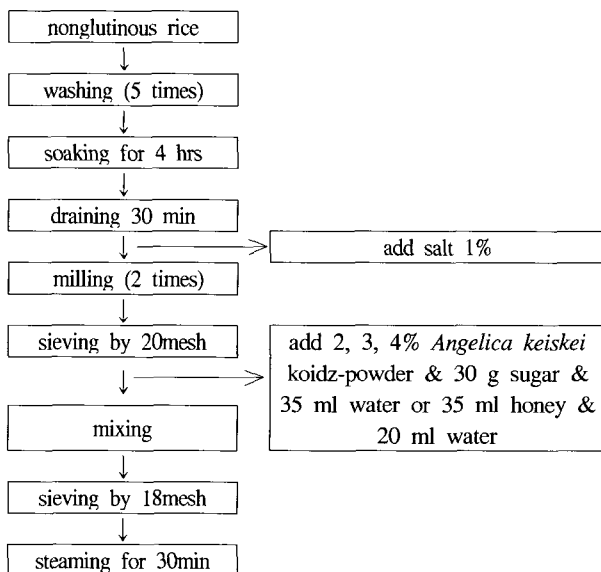 nonglutinous rice
washing (5 times)
soaking for 4 hrs
draining 30 min
add salt 1%
milling (2 times)
sieving by 20mesh
add 2, 3, 4% Angelica keiskei
koidz-powder & 30 g sugar &
35 ml water or 35 ml honey &
20 ml water
mixing
sieving by 18mesh
steaming for 30min